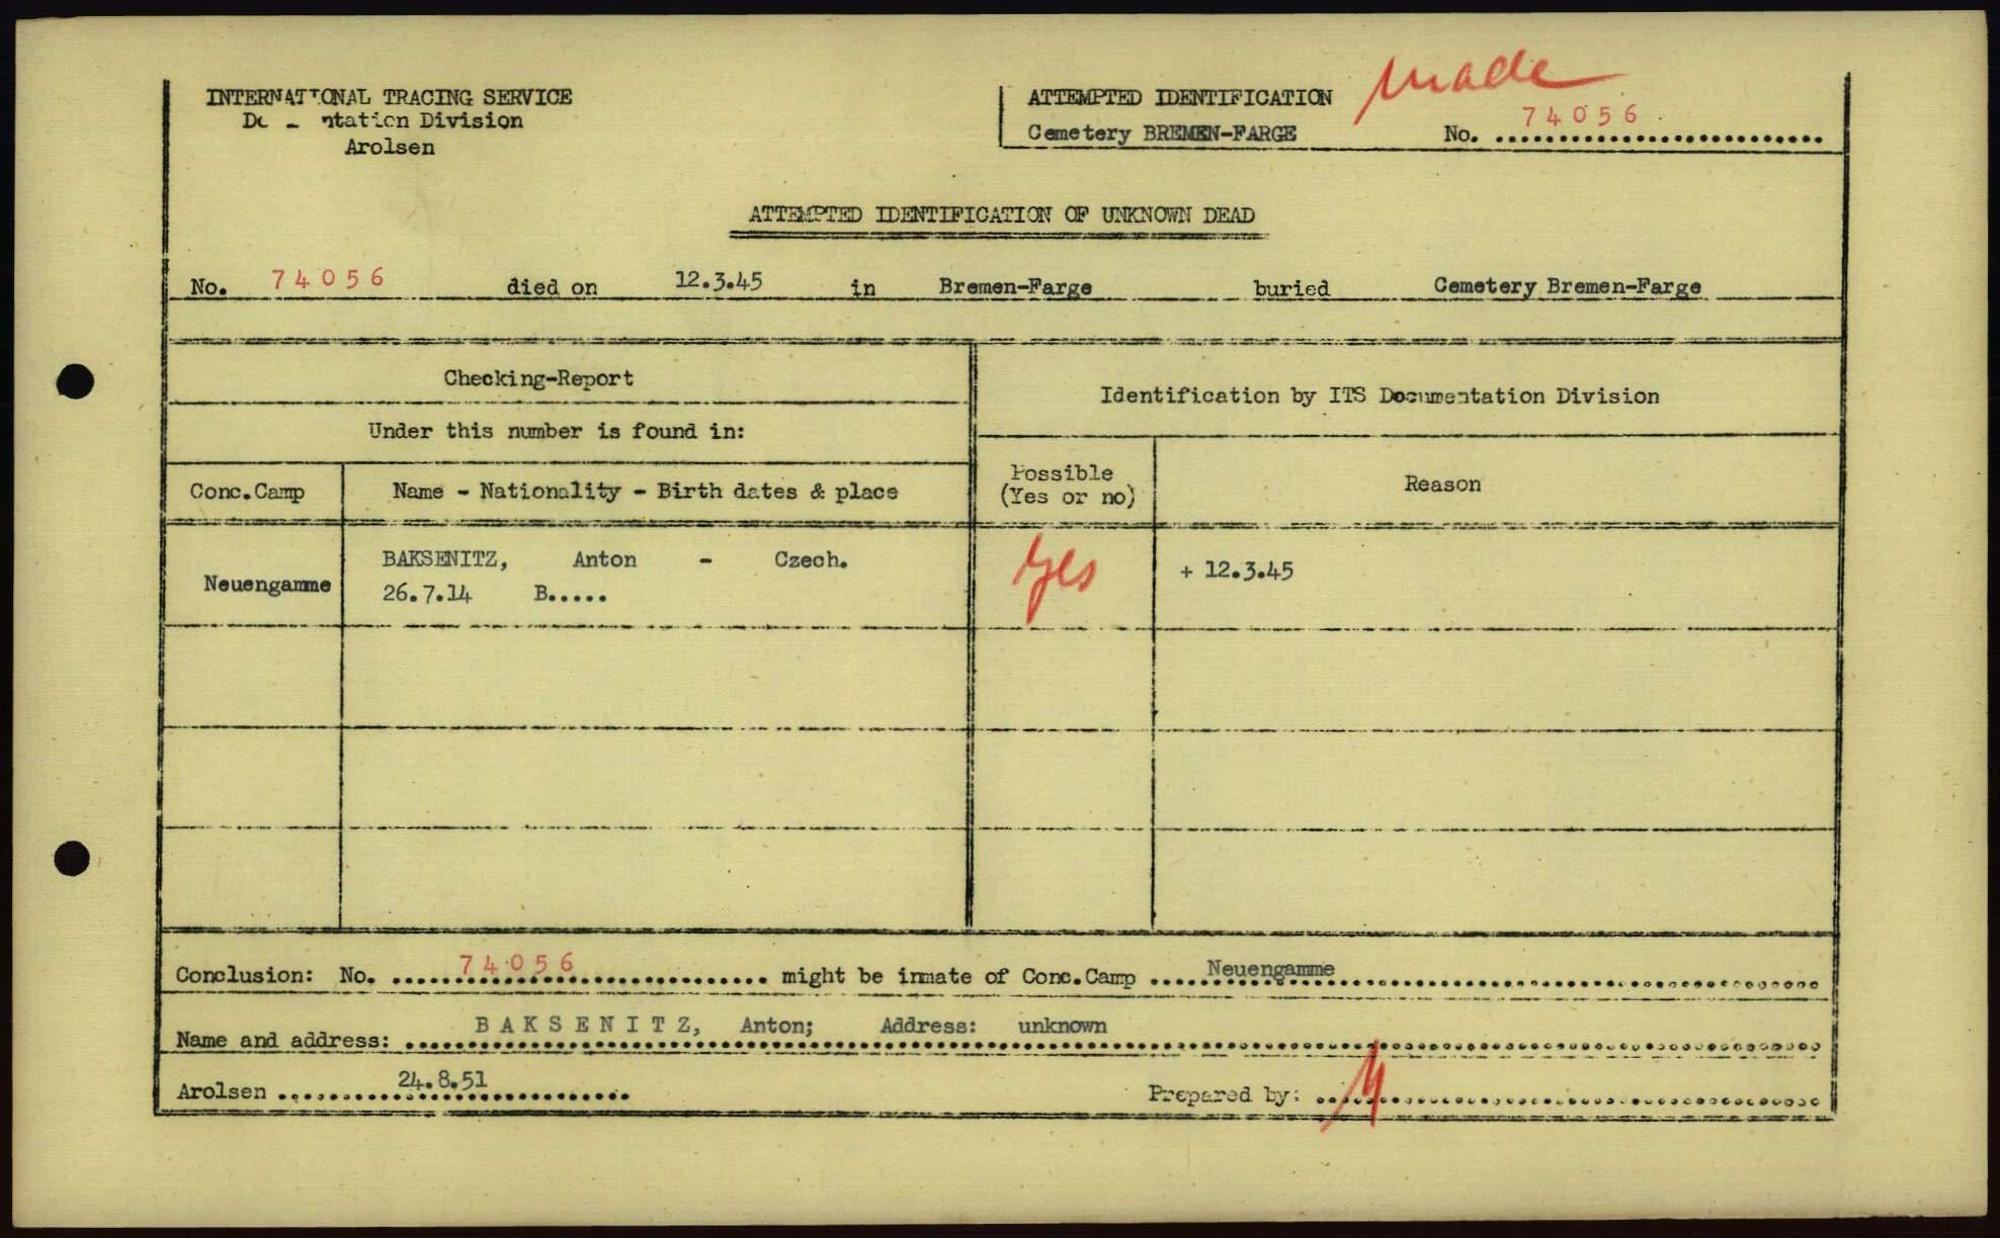 INTERNATIONAL TRACING SERVICE
Documentation Division
Arolsen
ATTEMPTED IDENTIFICATION made
Cemetery BREMEN-FARGE No. 74056
ATTEMPTED IDENTIFICATION OF UNKNOWN DEAD
No. 74056 died on 12.3.45 in Bremen-Farge buried Cemetery Bremen-Farge
Checking-Report
Identification by ITS Documentation Division
Under this number is found in:
Conc.Camp Name - Nationality - Birth dates & place Possible (Yes or no) Reason
Neuengamme BAKSENITZ, Anton - Czech. yes + 12.3.45
26.7.14 B.....
Conclusion: No. 74056 might be inmate of Conc.Camp Neuengamme
Name and address: BAKSENITZ, Anton; Address: unknown
Arolsen 24.8.51 Prepared by: